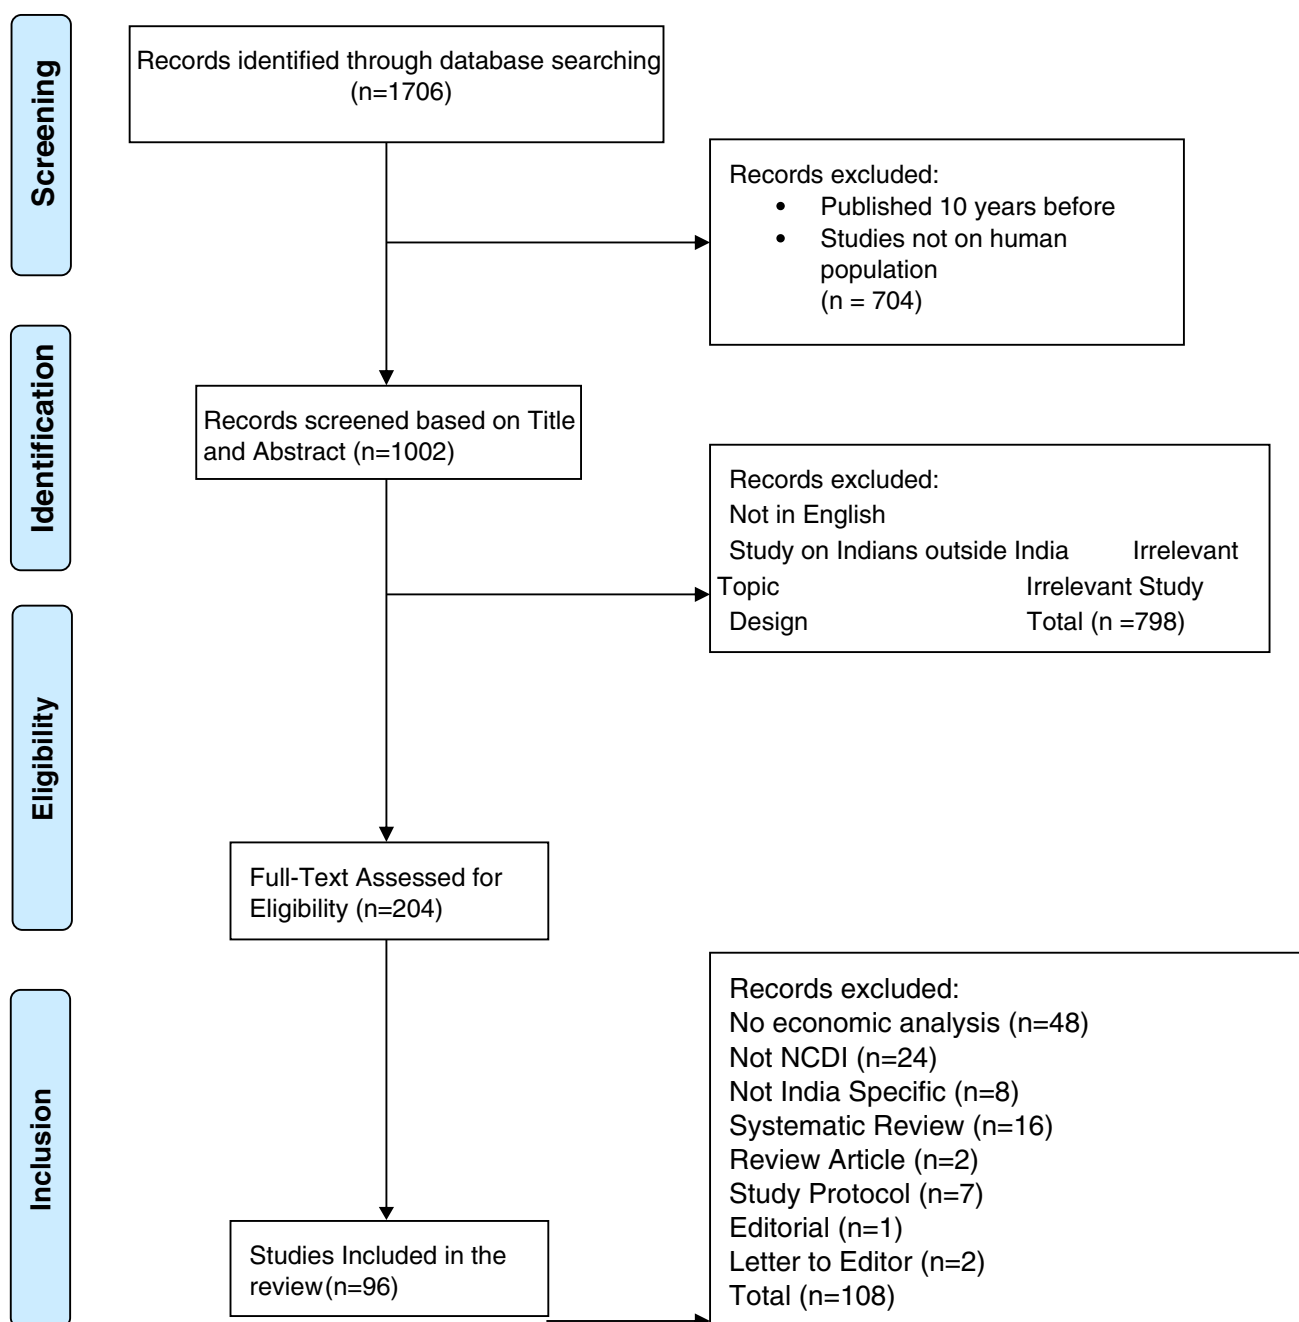 Screening
Records identified through database searching
(n=1706)
Records excluded:
• Published 10 years before
• Studies not on human
population
(n = 704)
Identification
Records screened based on Title
and Abstract (n=1002)
Records excluded:
Not in English
Study on Indians outside India Irrelevant
Topic Irrelevant Study
Design Total (n =798)
Eligibility
Full-Text Assessed for
Eligibility (n=204)
Inclusion
Records excluded:
No economic analysis (n=48)
Not NCDI (n=24)
Not India Specific (n=8)
Systematic Review (n=16)
Review Article (n=2)
Study Protocol (n=7)
Editorial (n=1)
Letter to Editor (n=2)
Total (n=108)
Studies Included in the
review(n=96)